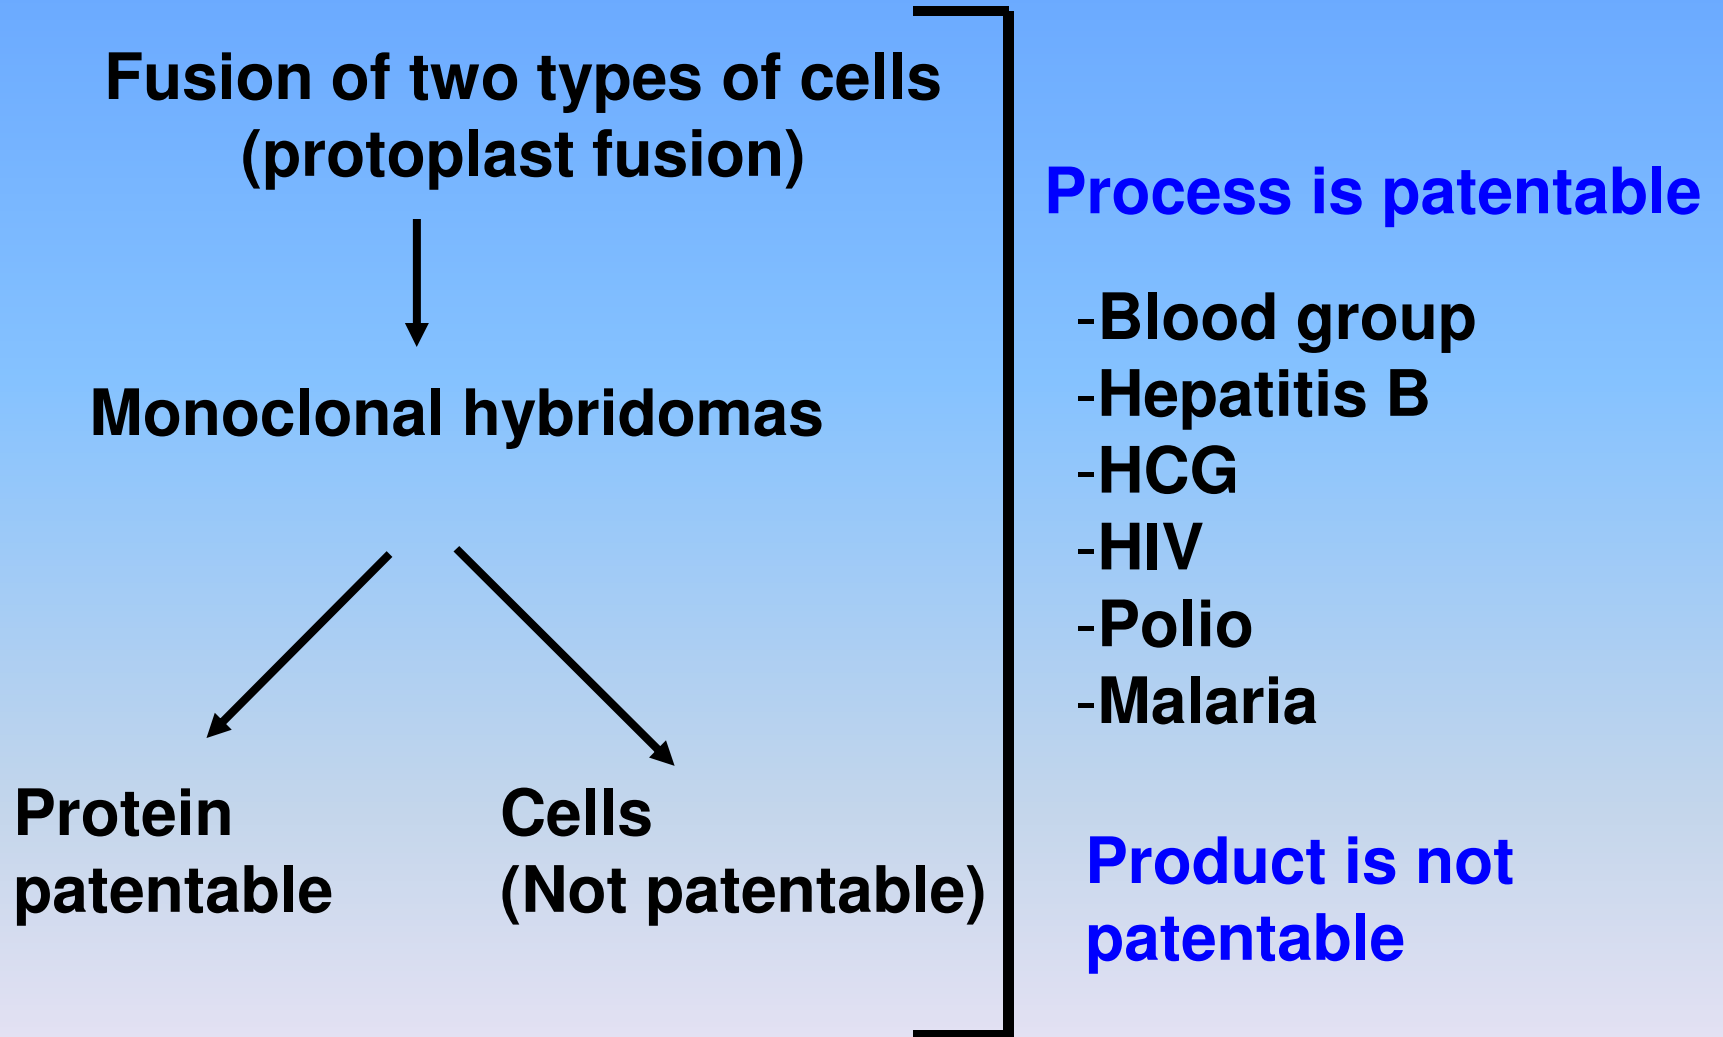 Fusion of two types of cells
(protoplast fusion)
Monoclonal hybridomas
Protein
patentable
Cells
(Not patentable)
Process is patentable
-Blood group
-Hepatitis B
-HCG
-HIV
-Polio
-Malaria
Product is not
patentable